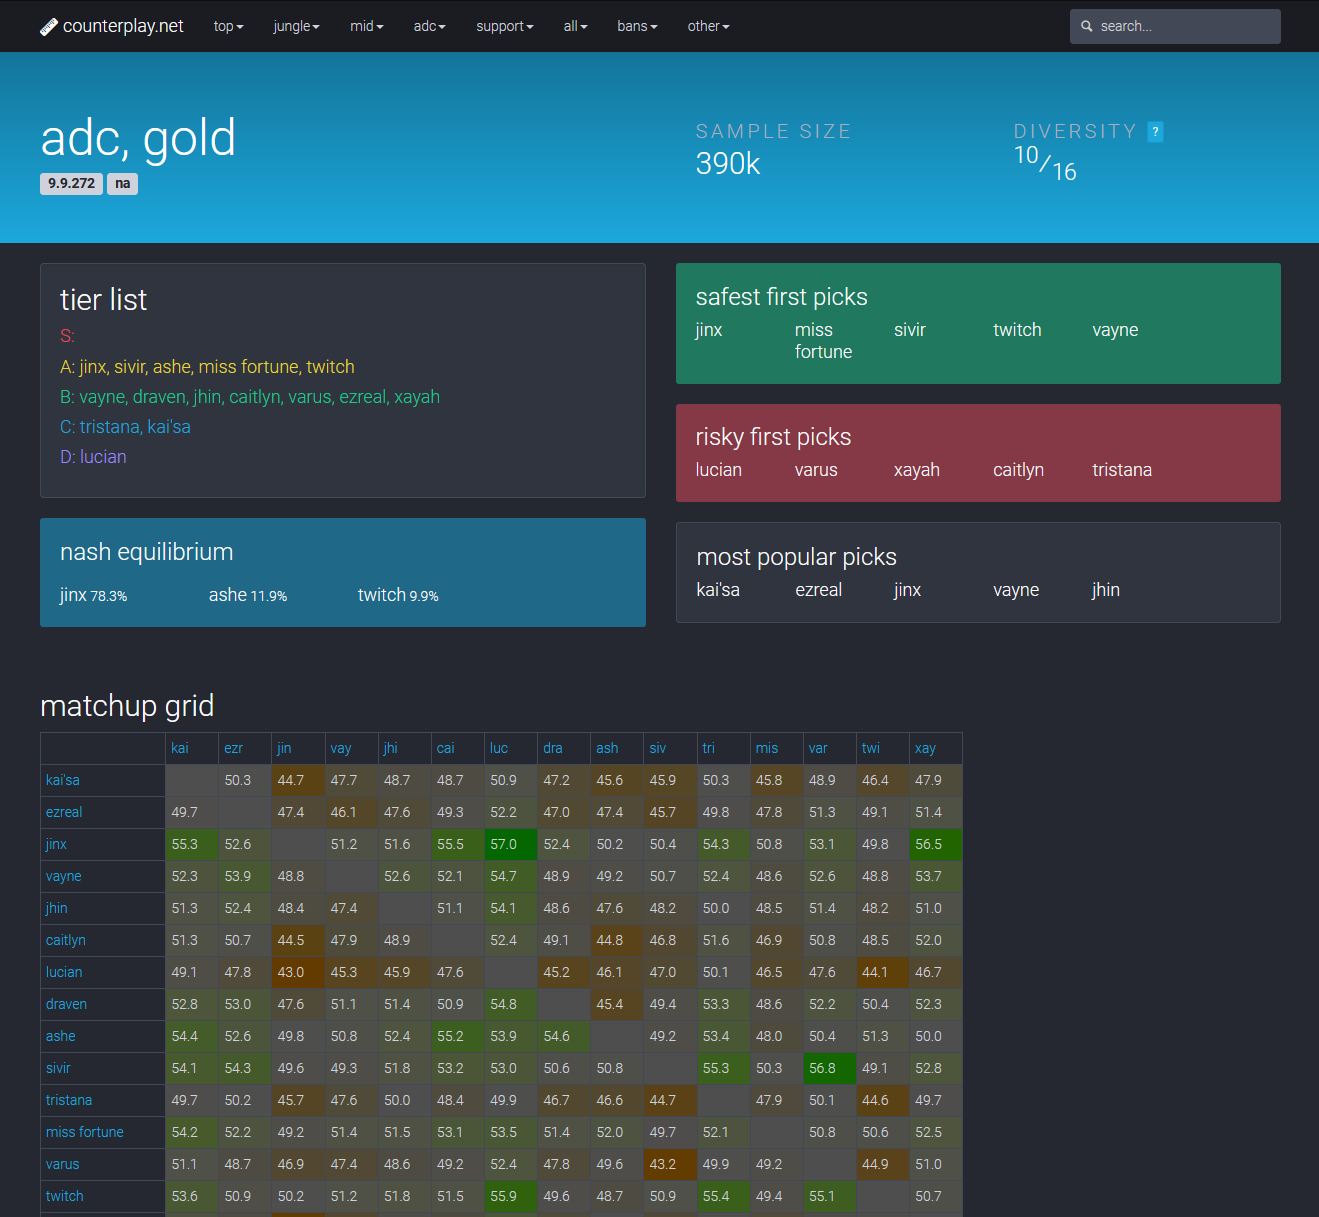 counterplay.net top jungle mid adc support all bans other search...
adc, gold
9.9.272 na
SAMPLE SIZE
390k
DIVERSITY ?
10/16
tier list
S:
A: jinx, sivir, ashe, miss fortune, twitch
B: vayne, draven, jhin, caitlyn, varus, ezreal, xayah
C: tristana, kai'sa
D: lucian
nash equilibrium
jinx 78.3% ashe 11.9% twitch 9.9%
safest first picks
jinx miss fortune sivir twitch vayne
risky first picks
lucian varus xayah caitlyn tristana
most popular picks
kai'sa ezreal jinx vayne jhin
matchup grid
kai ezr jin vay jhi cai luc dra ash siv tri mis var twi xay
kai'sa 50.3 44.7 47.7 48.7 48.7 50.9 47.2 45.6 45.9 50.3 45.8 48.9 46.4 47.9
ezreal 49.7 47.4 46.1 47.6 49.3 52.2 47.0 47.4 45.7 49.8 47.8 51.3 49.1 51.4
jinx 55.3 52.6 51.2 51.6 55.5 57.0 52.4 50.2 50.4 54.3 50.8 53.1 49.8 56.5
vayne 52.3 53.9 48.8 52.6 52.1 54.7 48.9 49.2 50.7 52.4 48.6 52.6 48.8 53.7
jhin 51.3 52.4 48.4 47.4 51.1 54.1 48.6 47.6 48.2 50.0 48.5 51.4 48.2 51.0
caitlyn 51.3 50.7 44.5 47.9 48.9 52.4 49.1 44.8 46.8 51.6 46.9 50.8 48.5 52.0
lucian 49.1 47.8 43.0 45.3 45.9 47.6 45.2 46.1 47.0 50.1 46.5 47.6 44.1 46.7
draven 52.8 53.0 47.6 51.1 51.4 50.9 54.8 45.4 49.4 53.3 48.6 52.2 50.4 52.3
ashe 54.4 52.6 49.8 50.8 52.4 55.2 53.9 54.6 49.2 53.4 48.0 50.4 51.3 50.0
sivir 54.1 54.3 49.6 49.3 51.8 53.2 53.0 50.6 50.8 55.3 50.3 56.8 49.1 52.8
tristana 49.7 50.2 45.7 47.6 50.0 48.4 49.9 46.7 46.6 44.7 47.9 50.1 44.6 49.7
miss fortune 54.2 52.2 49.2 51.4 51.5 53.1 53.5 51.4 52.0 49.7 52.1 50.8 50.6 52.5
varus 51.1 48.7 46.9 47.4 48.6 49.2 52.4 47.8 49.6 43.2 49.9 49.2 44.9 51.0
twitch 53.6 50.9 50.2 51.2 51.8 51.5 55.9 49.6 48.7 50.9 55.4 49.4 55.1 50.7